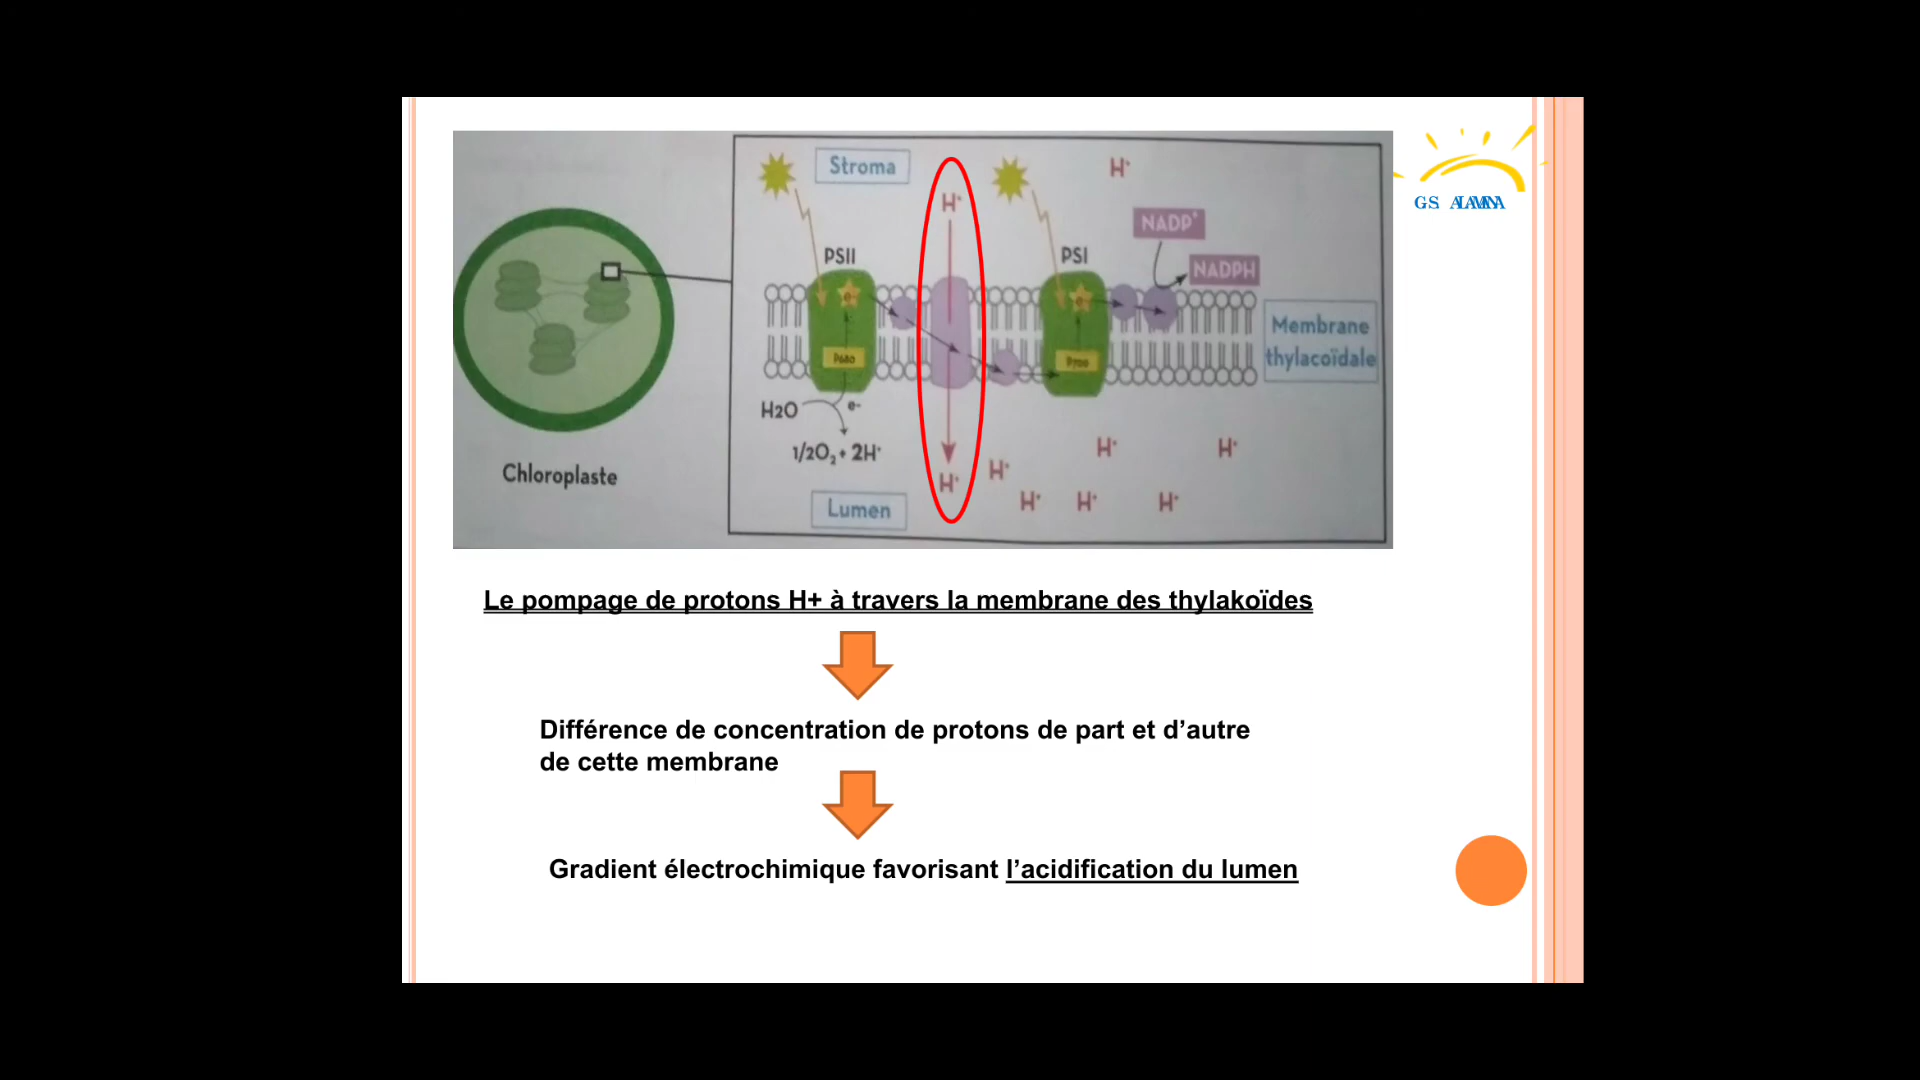 Stroma
H⁺
H⁺
NADP⁺
NADPH
PSII
PSI
e-
e-
P680
P700
Membrane
thylacoïdale
H2O
e-
1/2O₂ + 2H⁺
H⁺
H⁺
H⁺
H⁺
H⁺
H⁺
H⁺
Lumen
Chloroplaste
Le pompage de protons H+ à travers la membrane des thylakoïdes
Différence de concentration de protons de part et d’autre
de cette membrane
Gradient électrochimique favorisant l’acidification du lumen